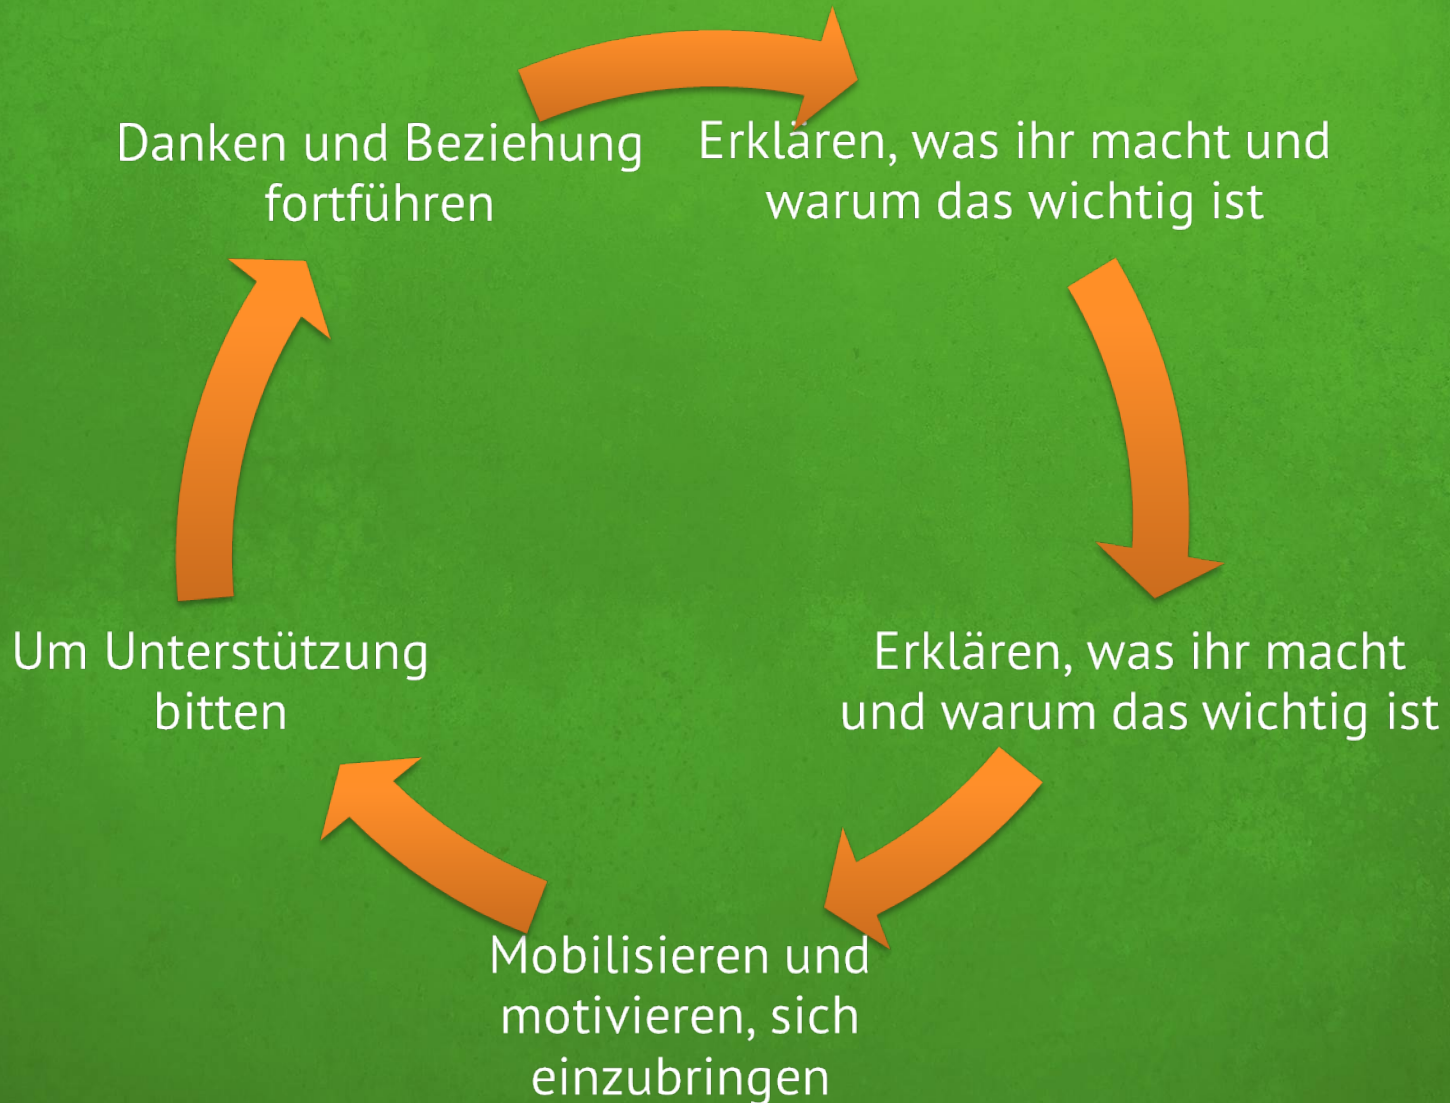 Danken und Beziehung
fortführen
Erklären, was ihr macht und
warum das wichtig ist
Erklären, was ihr macht
und warum das wichtig ist
Mobilisieren und
motivieren, sich
einzubringen
Um Unterstützung
bitten